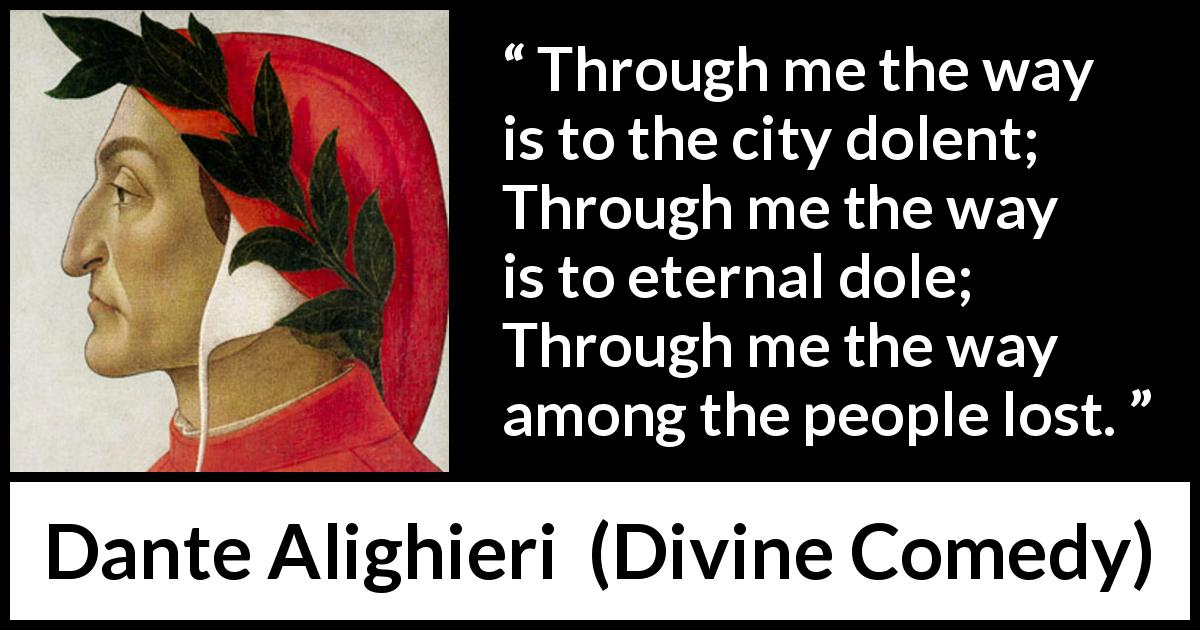 “ Through me the way
is to the city dolent;
Through me the way
is to eternal dole;
Through me the way
among the people lost. ”
Dante Alighieri (Divine Comedy)